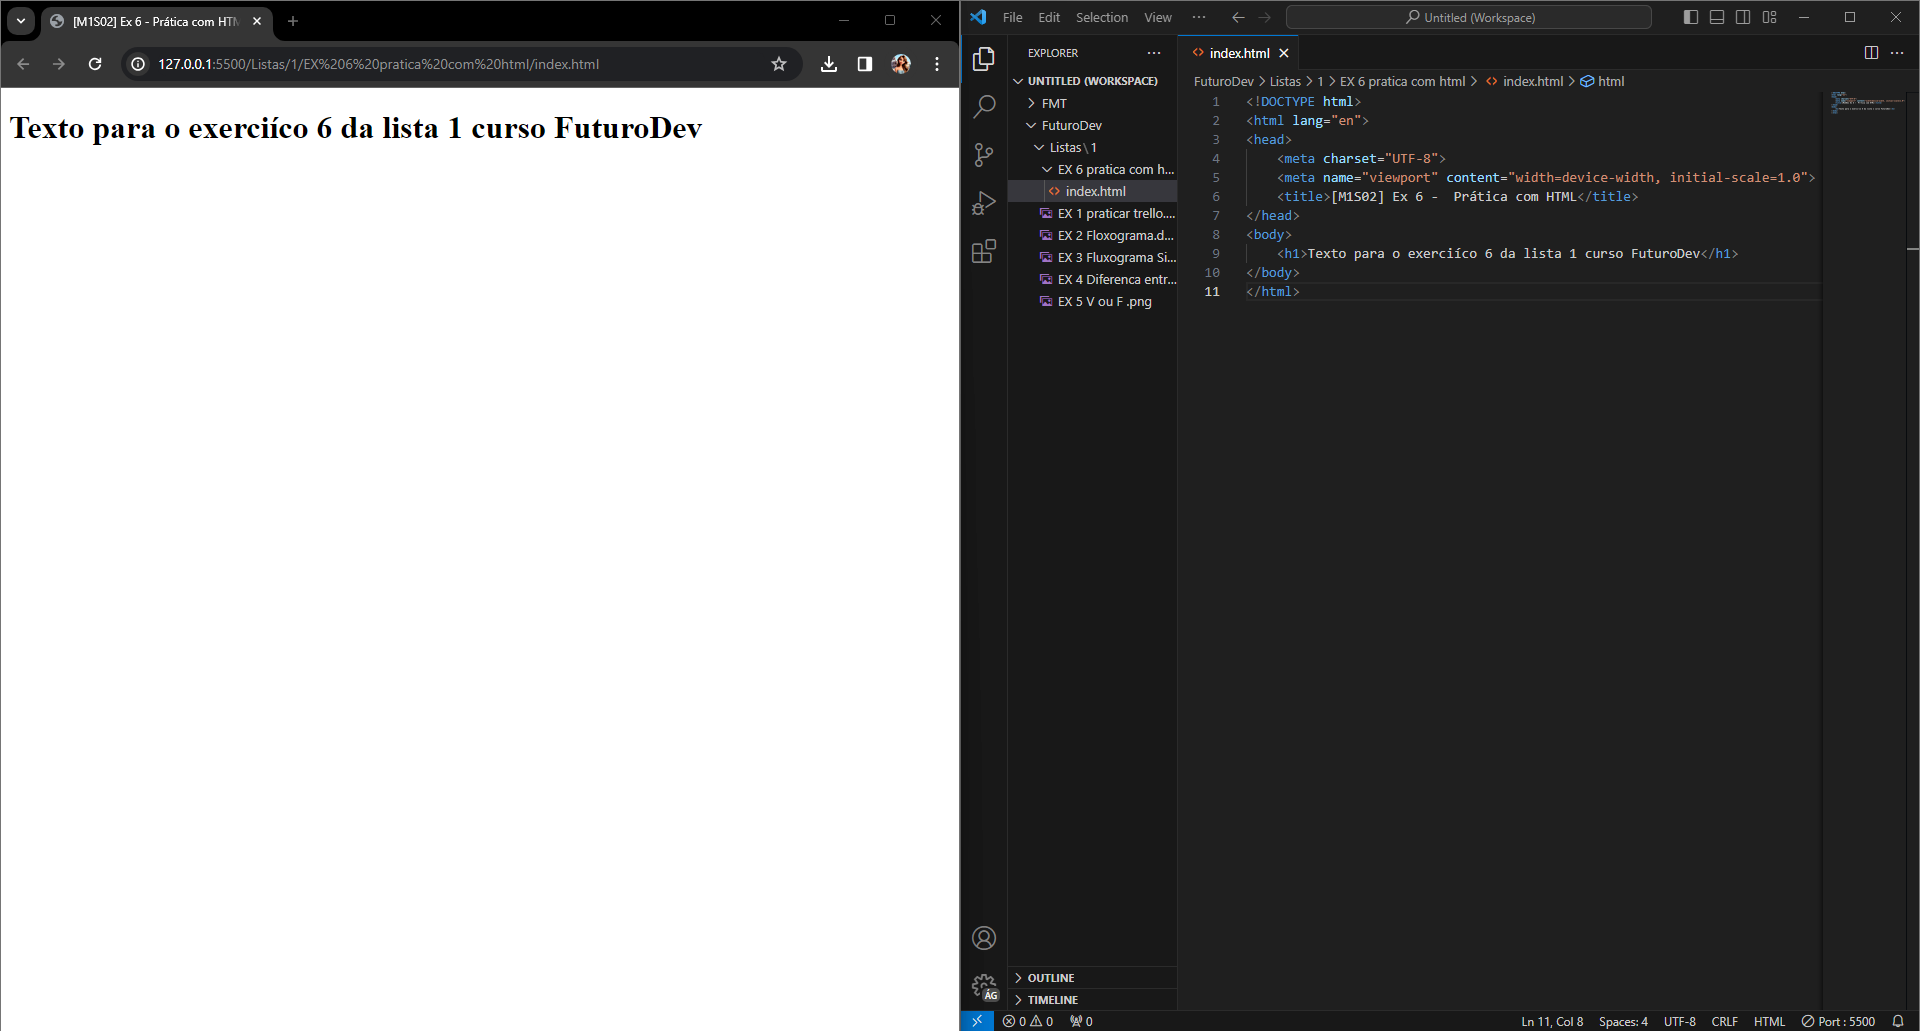 [M1S02] Ex 6 - Prática com HTM
127.0.0.1:5500/Listas/1/EX%206%20pratica%20com%20html/index.html
Texto para o exerciíco 6 da lista 1 curso FuturoDev
File Edit Selection View ···
Untitled (Workspace)
EXPLORER ···
UNTITLED (WORKSPACE)
FMT
FuturoDev
Listas\1
EX 6 pratica com h...
index.html
EX 1 praticar trello....
EX 2 Floxograma.d...
EX 3 Fluxograma Si...
EX 4 Diferenca entr...
EX 5 V ou F .png
OUTLINE
TIMELINE
index.html
FuturoDev > Listas > 1 > EX 6 pratica com html > index.html > html
1 <!DOCTYPE html>
2 <html lang="en">
3 <head>
4     <meta charset="UTF-8">
5     <meta name="viewport" content="width=device-width, initial-scale=1.0">
6     <title>[M1S02] Ex 6 -  Prática com HTML</title>
7 </head>
8 <body>
9     <h1>Texto para o exerciíco 6 da lista 1 curso FuturoDev</h1>
10 </body>
11 </html>
ÁG
0 0 0
Ln 11, Col 8 Spaces: 4 UTF-8 CRLF HTML Port : 5500